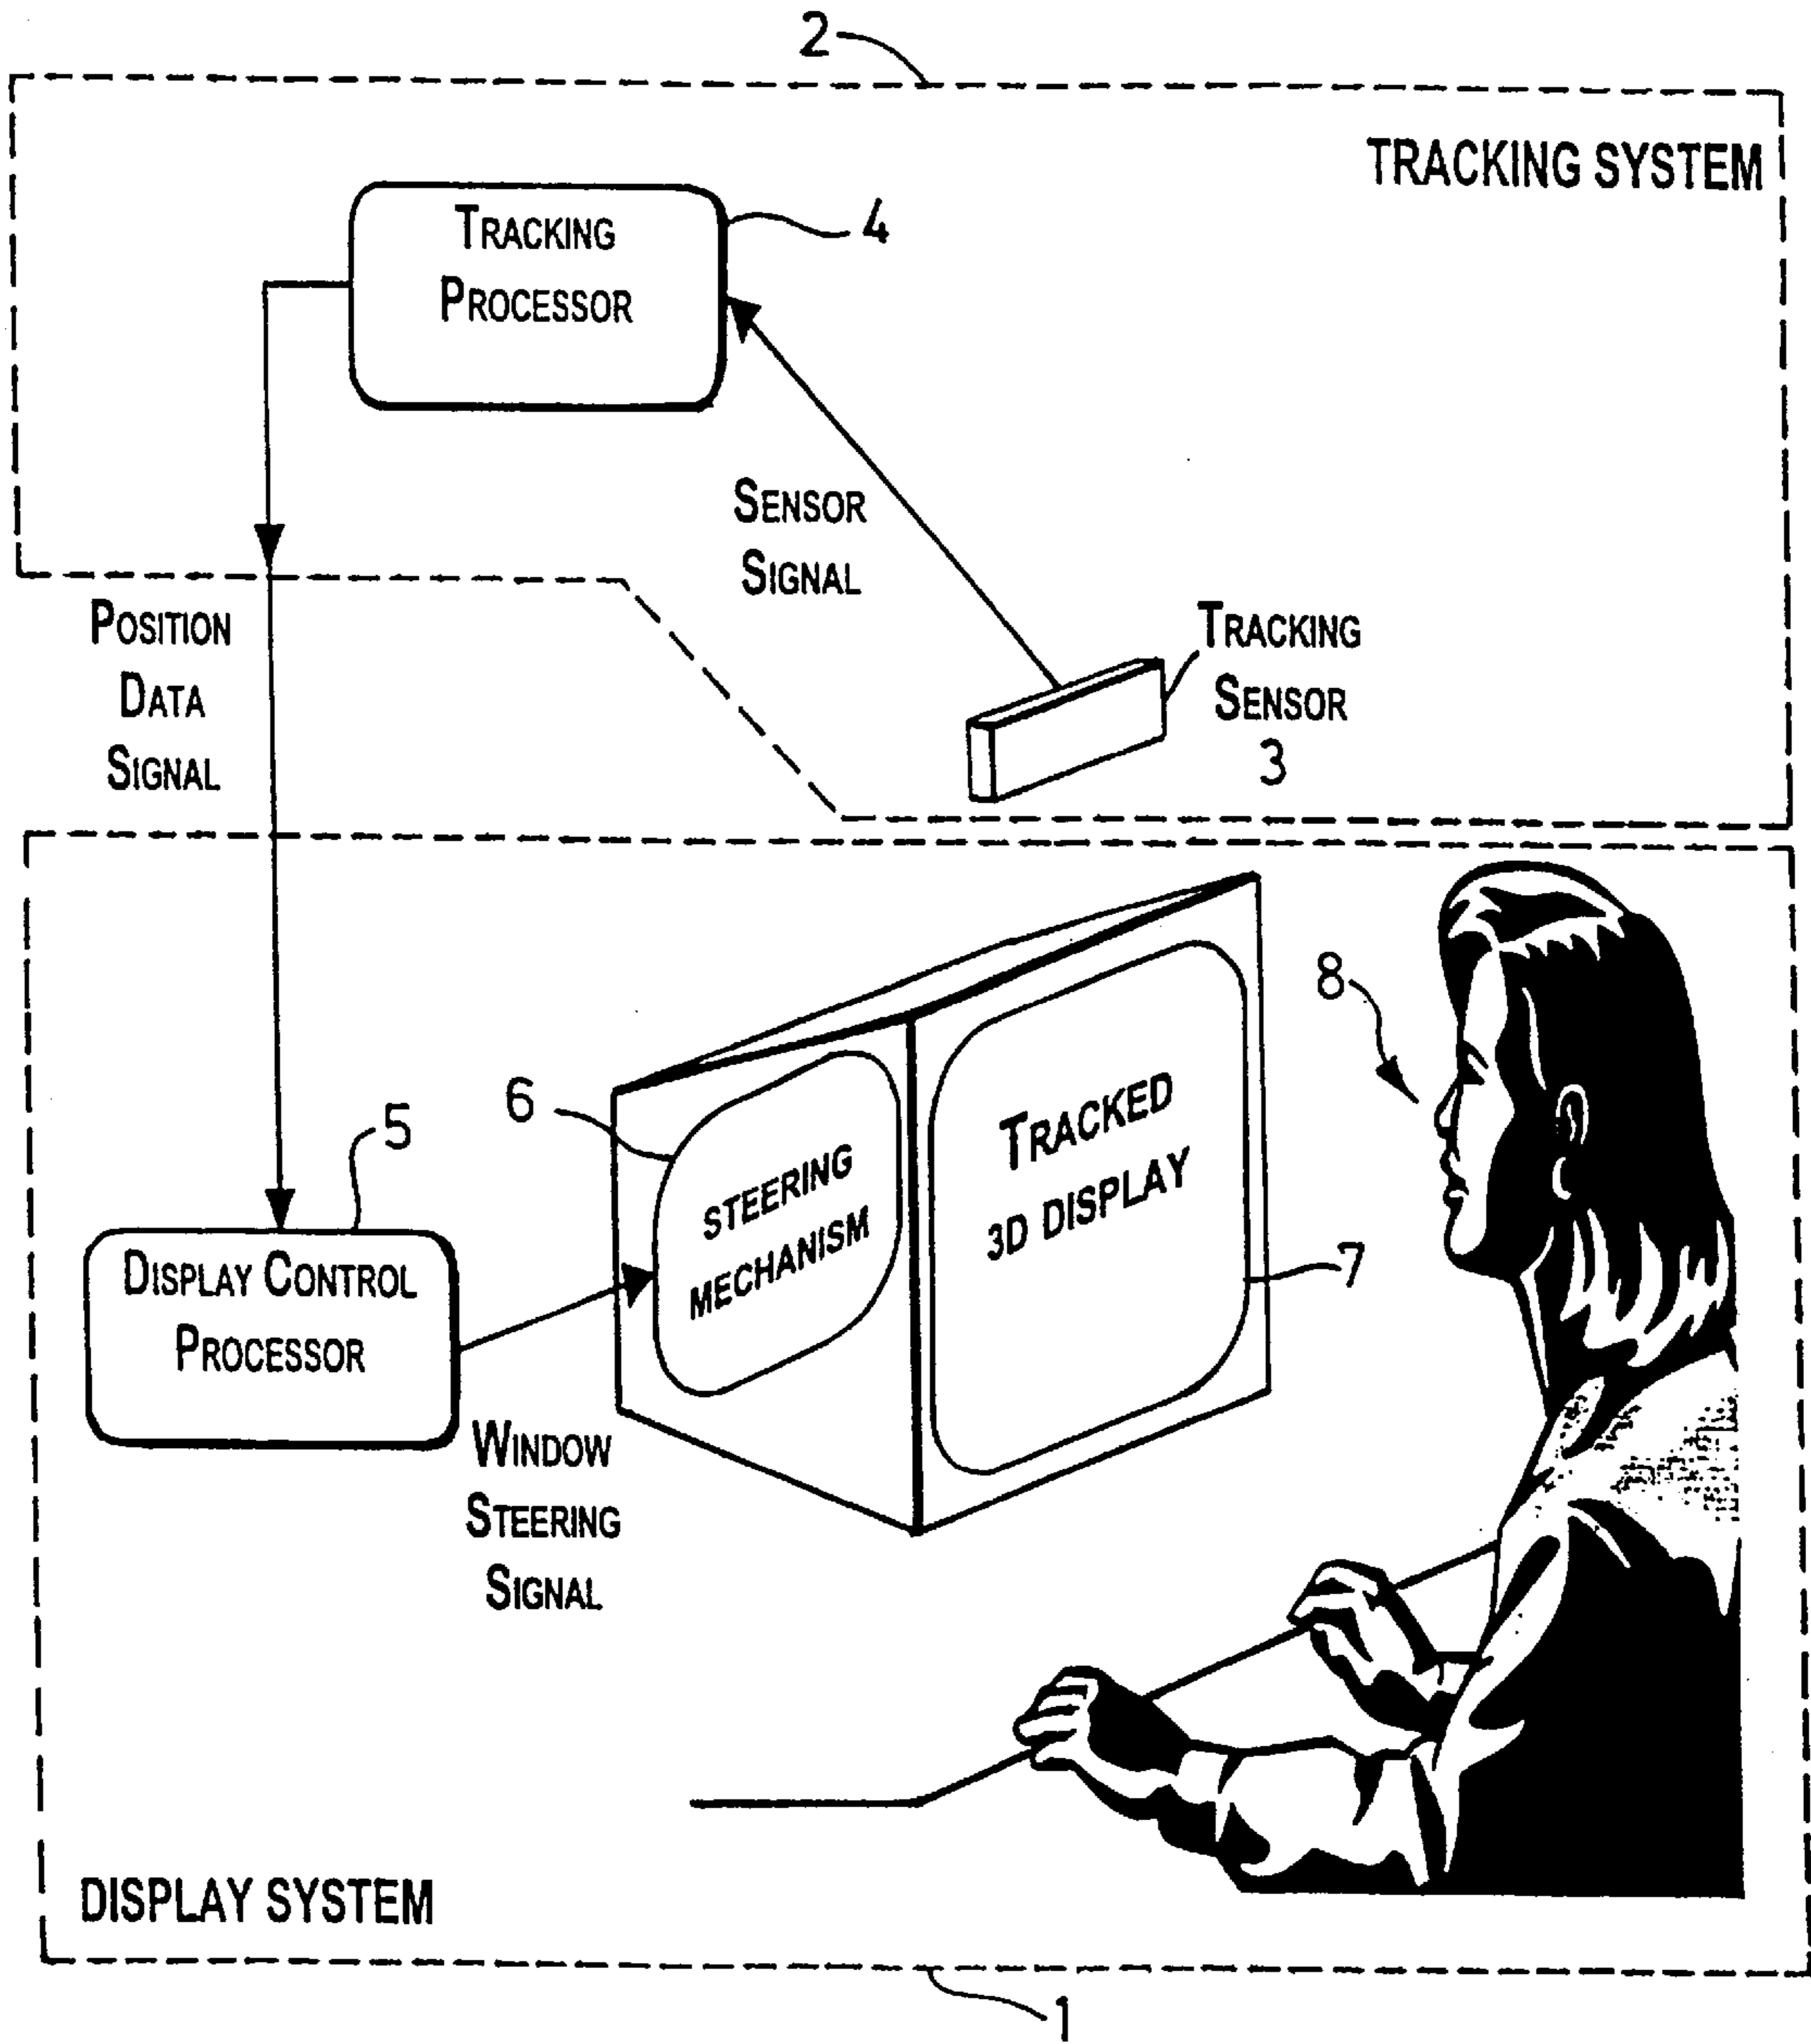 2
TRACKING SYSTEM
TRACKING
PROCESSOR
4
SENSOR
SIGNAL
POSITION
DATA
SIGNAL
TRACKING
SENSOR
3
8
6
5
STEERING
MECHANISM
TRACKED
3D DISPLAY
7
DISPLAY CONTROL
PROCESSOR
WINDOW
STEERING
SIGNAL
DISPLAY SYSTEM
1